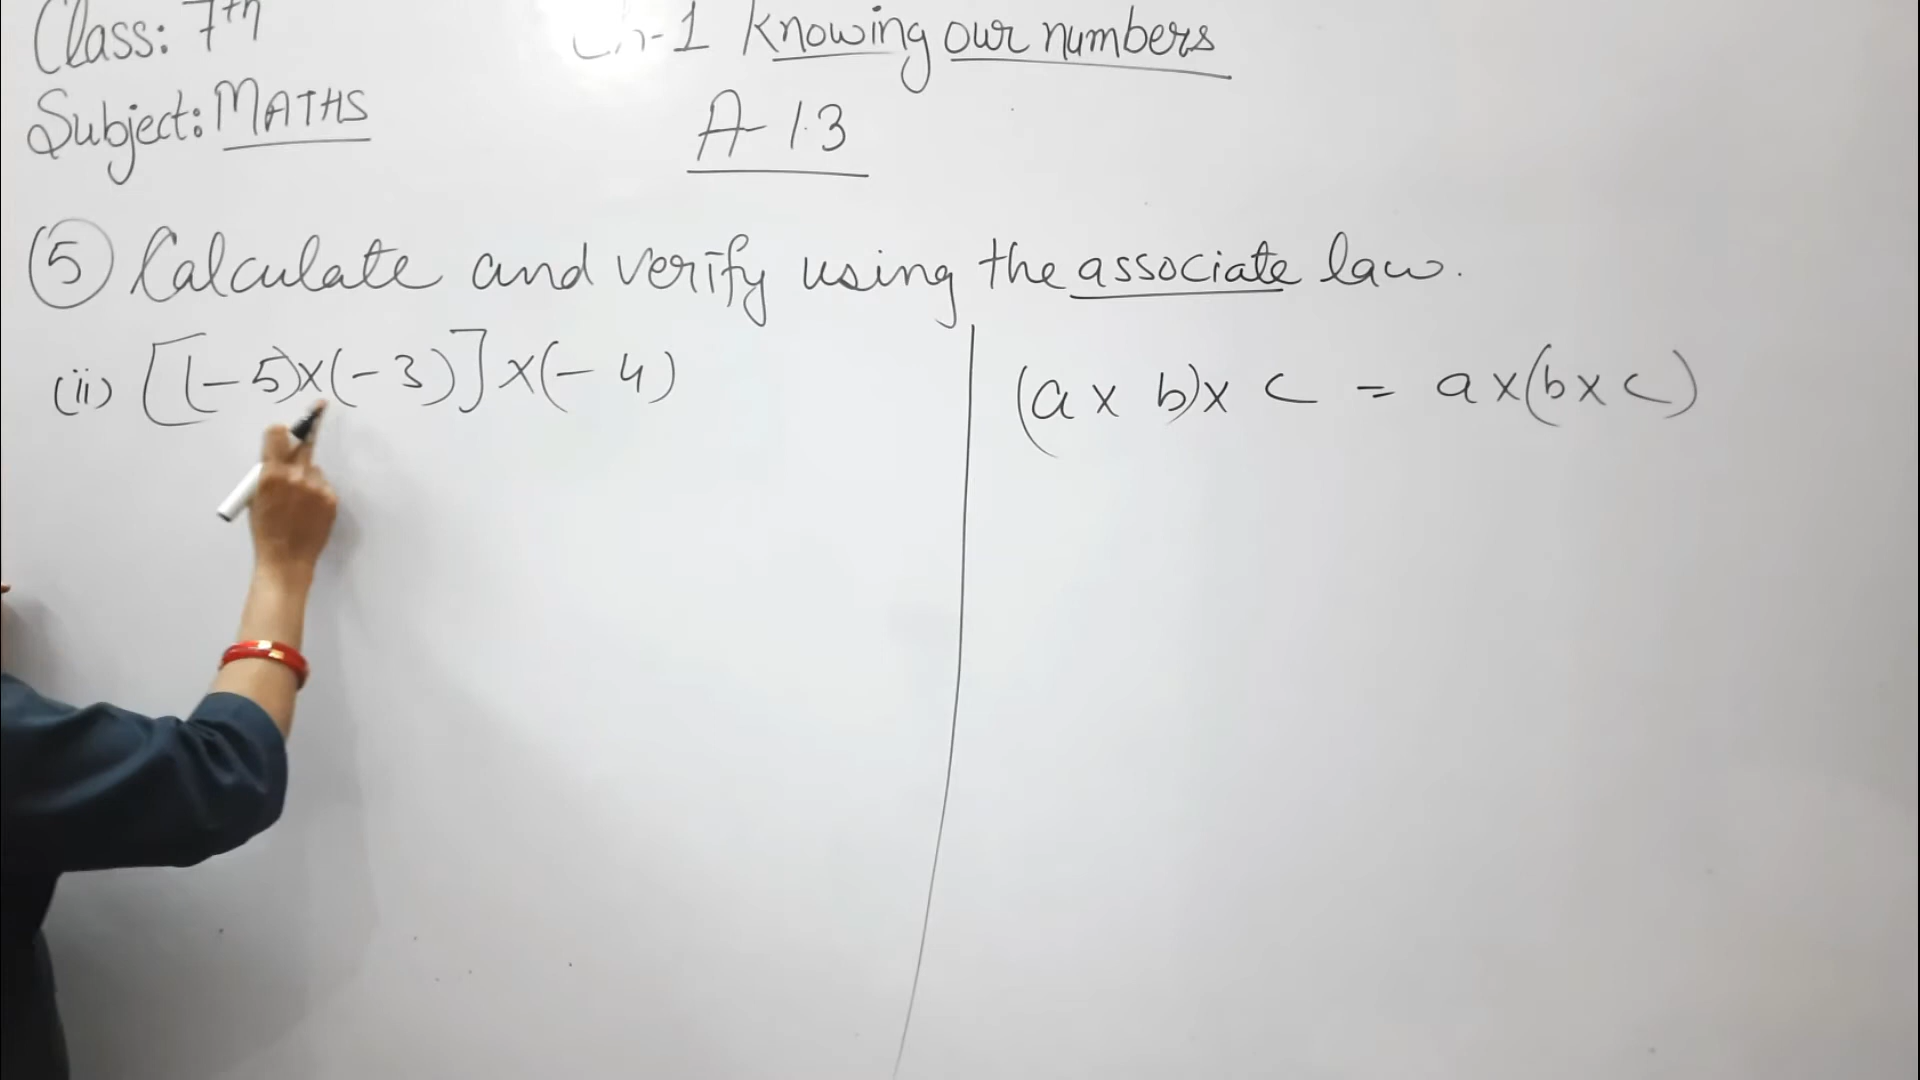 Class: 7th
Ch-1 Knowing our numbers
Subject: MATHS
A-1.3
(5) Calculate and verify using the associate law.
(ii) [(-5)×(-3)]×(-4)
(a × b)× c = a×(b×c)